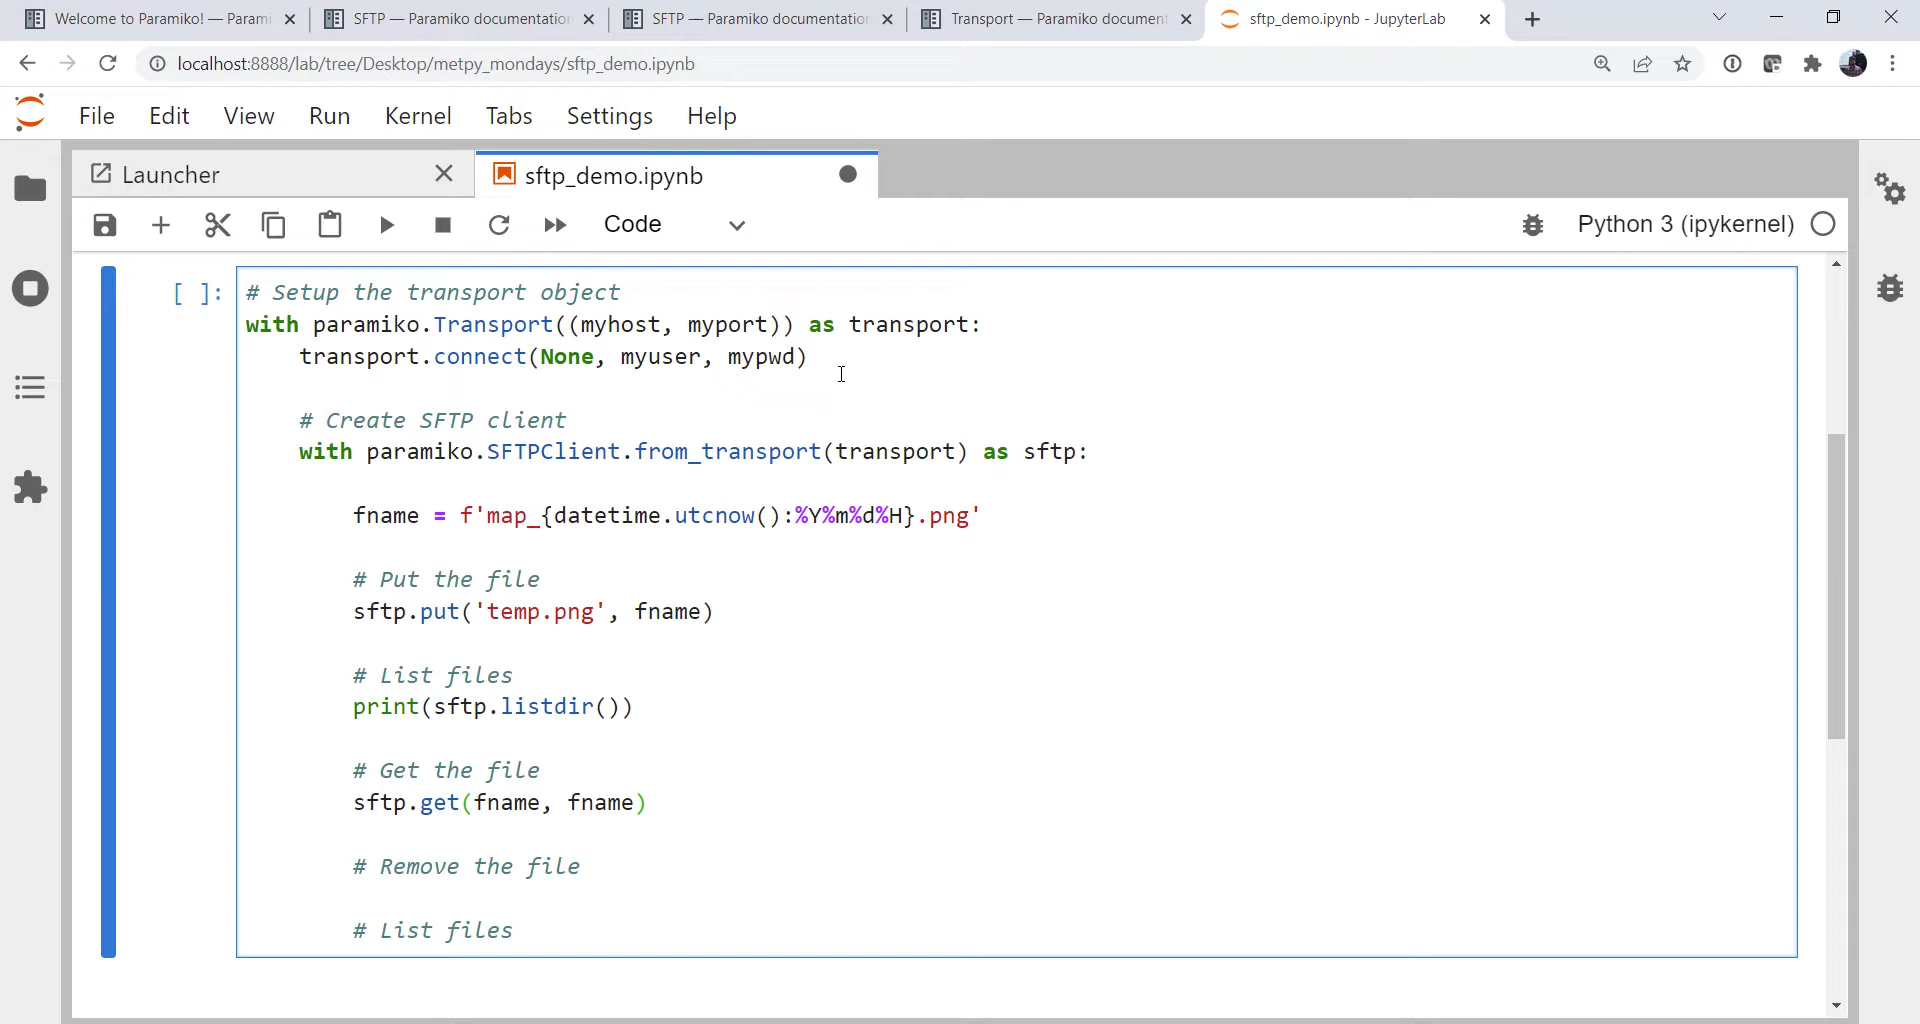 Welcome to Paramiko! — Parami
SFTP — Paramiko documentation
SFTP — Paramiko documentation
Transport — Paramiko document
sftp_demo.ipynb - JupyterLab
localhost:8888/lab/tree/Desktop/metpy_mondays/sftp_demo.ipynb
File Edit View Run Kernel Tabs Settings Help
Launcher
sftp_demo.ipynb
Code
Python 3 (ipykernel)
[ ]:
# Setup the transport object
with paramiko.Transport((myhost, myport)) as transport:
    transport.connect(None, myuser, mypwd)
    # Create SFTP client
    with paramiko.SFTPClient.from_transport(transport) as sftp:
        fname = f'map_{datetime.utcnow():%Y%m%d%H}.png'
        # Put the file
        sftp.put('temp.png', fname)
        # List files
        print(sftp.listdir())
        # Get the file
        sftp.get(fname, fname)
        # Remove the file
        # List files